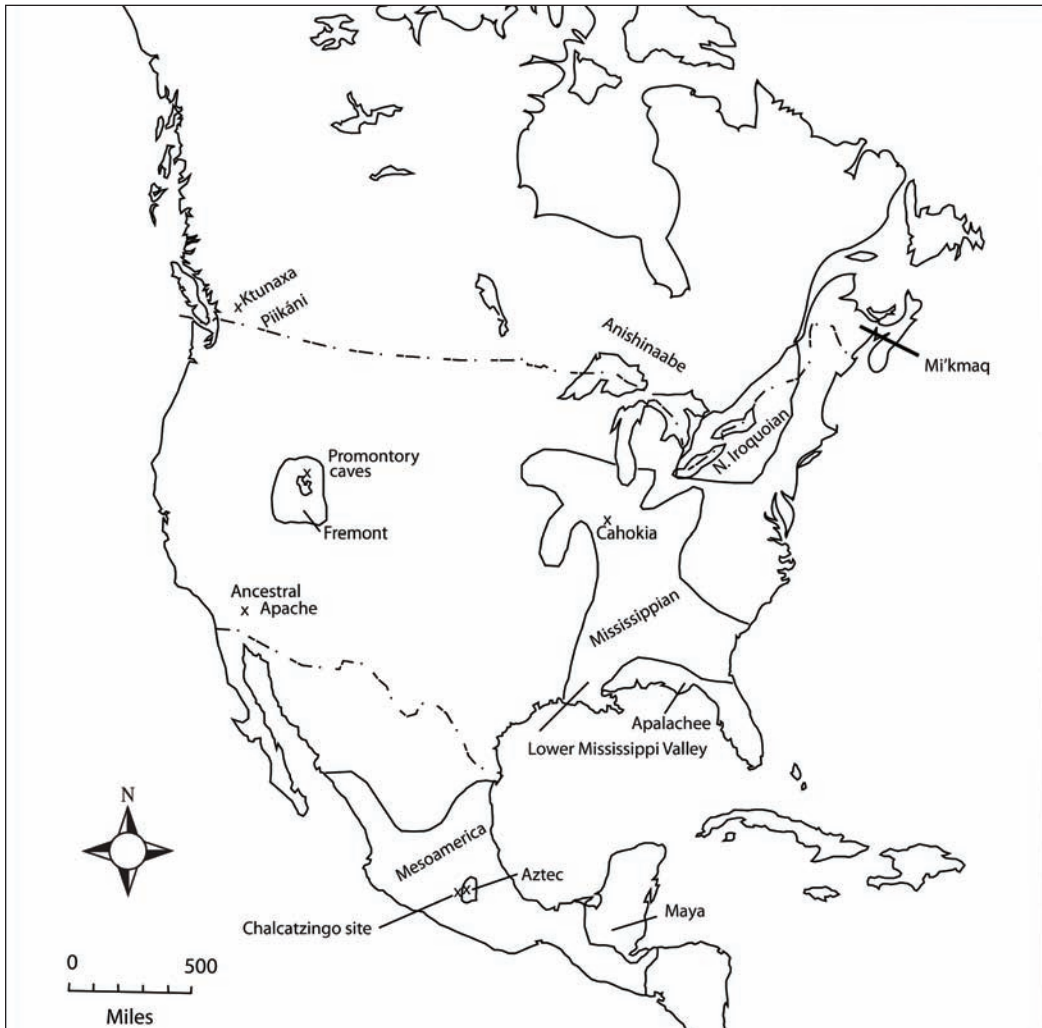 +Ktunaxa
Piikáni
Anishinaabe
Mi'kmaq
N. Iroquoian
Promontory
x caves
Fremont
x
Cahokia
Ancestral
x Apache
Mississippian
Apalachee
Lower Mississippi Valley
N
Mesoamerica
xx
Aztec
Chalcatzingo site
Maya
0 500
Miles